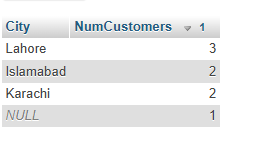 City NumCustomers 1
Lahore 3
Islamabad 2
Karachi 2
NULL 1